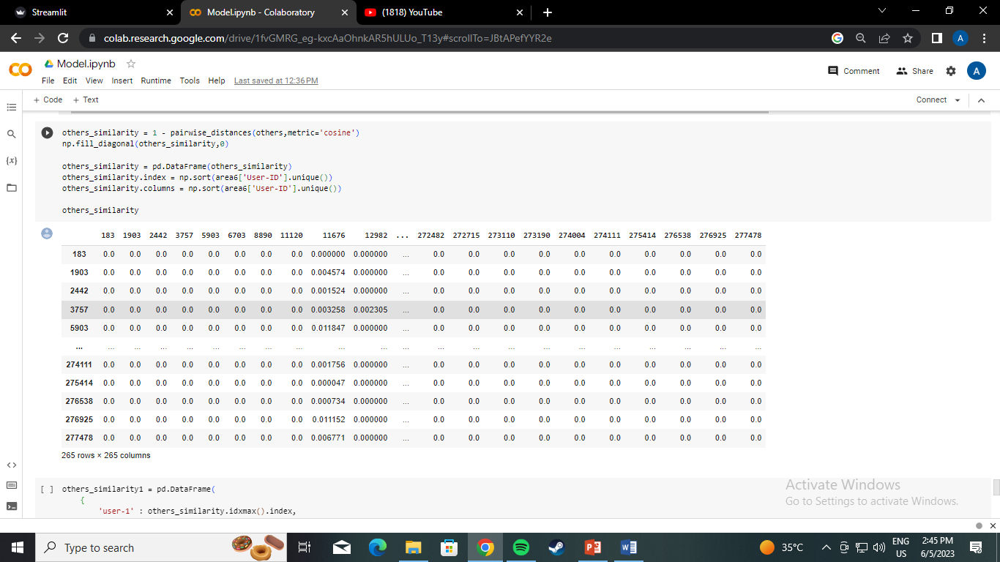 Streamlit
Model.ipynb - Colaboratory
(1818) YouTube
colab.research.google.com/drive/1fvGMRG_eg-kxcAaOhnkAR5hULUo_T13y#scrollTo=JBtAPefYYR2e
A
CO
Model.ipynb
File Edit View Insert Runtime Tools Help Last saved at 12:36 PM
Comment Share A
+ Code + Text
Connect
others_similarity = 1 - pairwise_distances(others,metric='cosine')
np.fill_diagonal(others_similarity,0)
others_similarity = pd.DataFrame(others_similarity)
others_similarity.index = np.sort(area6['User-ID'].unique())
others_similarity.columns = np.sort(area6['User-ID'].unique())
others_similarity
183 1903 2442 3757 5903 6703 8890 11120 11676 12982 ... 272482 272715 273110 273190 274004 274111 275414 276538 276925 277478
183 0.0 0.0 0.0 0.0 0.0 0.0 0.0 0.0 0.000000 0.000000 ... 0.0 0.0 0.0 0.0 0.0 0.0 0.0 0.0 0.0 0.0
1903 0.0 0.0 0.0 0.0 0.0 0.0 0.0 0.0 0.004574 0.000000 ... 0.0 0.0 0.0 0.0 0.0 0.0 0.0 0.0 0.0 0.0
2442 0.0 0.0 0.0 0.0 0.0 0.0 0.0 0.0 0.001524 0.000000 ... 0.0 0.0 0.0 0.0 0.0 0.0 0.0 0.0 0.0 0.0
3757 0.0 0.0 0.0 0.0 0.0 0.0 0.0 0.0 0.003258 0.002305 ... 0.0 0.0 0.0 0.0 0.0 0.0 0.0 0.0 0.0 0.0
5903 0.0 0.0 0.0 0.0 0.0 0.0 0.0 0.0 0.011847 0.000000 ... 0.0 0.0 0.0 0.0 0.0 0.0 0.0 0.0 0.0 0.0
... ... ... ... ... ... ... ... ... ... ... ... ... ... ... ... ... ... ... ... ... ...
274111 0.0 0.0 0.0 0.0 0.0 0.0 0.0 0.0 0.001756 0.000000 ... 0.0 0.0 0.0 0.0 0.0 0.0 0.0 0.0 0.0 0.0
275414 0.0 0.0 0.0 0.0 0.0 0.0 0.0 0.0 0.000047 0.000000 ... 0.0 0.0 0.0 0.0 0.0 0.0 0.0 0.0 0.0 0.0
276538 0.0 0.0 0.0 0.0 0.0 0.0 0.0 0.0 0.000734 0.000000 ... 0.0 0.0 0.0 0.0 0.0 0.0 0.0 0.0 0.0 0.0
276925 0.0 0.0 0.0 0.0 0.0 0.0 0.0 0.0 0.011152 0.000000 ... 0.0 0.0 0.0 0.0 0.0 0.0 0.0 0.0 0.0 0.0
277478 0.0 0.0 0.0 0.0 0.0 0.0 0.0 0.0 0.006771 0.000000 ... 0.0 0.0 0.0 0.0 0.0 0.0 0.0 0.0 0.0 0.0
265 rows × 265 columns
[ ] others_similarity1 = pd.DataFrame(
{
'user-1' : others_similarity.idxmax().index,
Activate Windows
Go to Settings to activate Windows.
Type to search
35°C
ENG
US
2:45 PM
6/5/2023